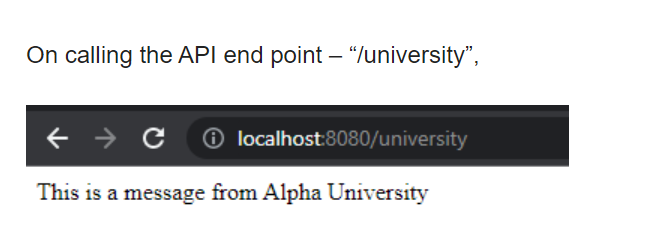 On calling the API end point – “/university”,
localhost:8080/university
This is a message from Alpha University